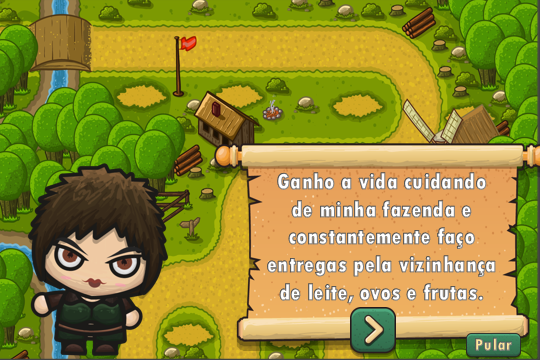 Ganho a vida cuidando
de minha fazenda e
constantemente faço
entregas pela vizinhança
de leite, ovos e frutas.
Pular